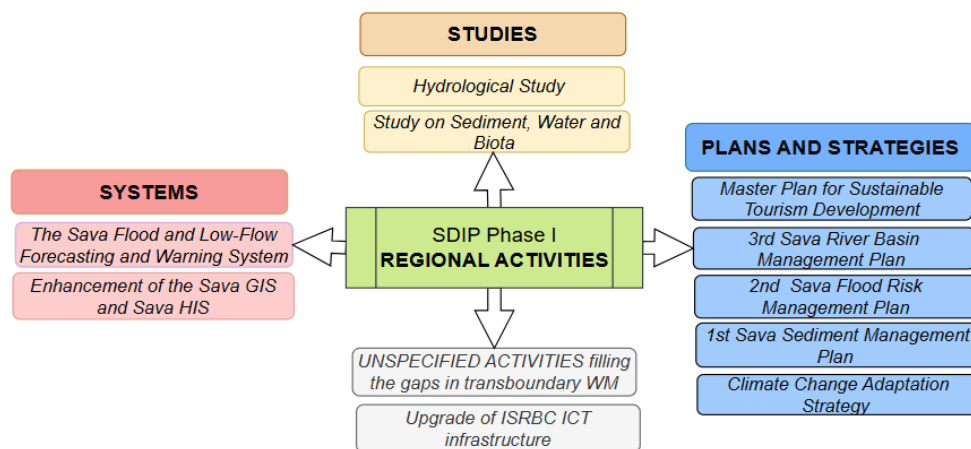 STUDIES
Hydrological Study
Study on Sediment, Water and
Biota
SYSTEMS
The Sava Flood and Low-Flow
Forecasting and Warning System
Enhancement of the Sava GIS
and Sava HIS
SDIP Phase I
REGIONAL ACTIVITIES
PLANS AND STRATEGIES
Master Plan for Sustainable
Tourism Development
3rd Sava River Basin
Management Plan
2nd Sava Flood Risk
Management Plan
1st Sava Sediment Management
Plan
Climate Change Adaptation
Strategy
UNSPECIFIED ACTIVITIES filling
the gaps in transboundary WM
Upgrade of ISRBC ICT
infrastructure